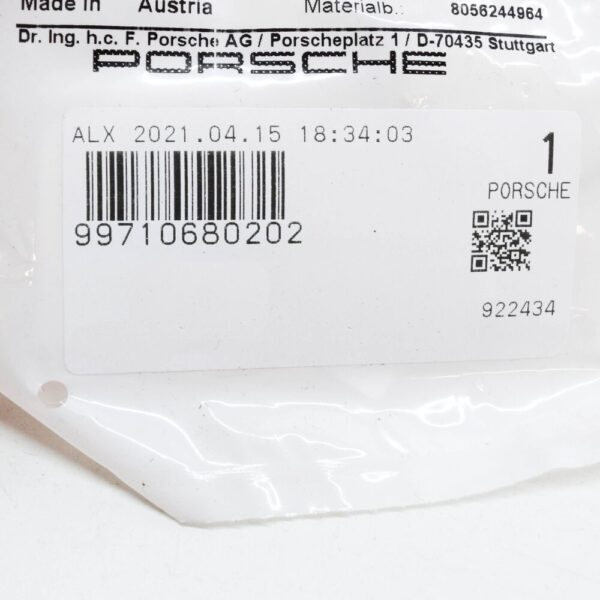 Made in Austria Materialb.: 8056244964
Dr. Ing. h.c. F. Porsche AG / Porscheplatz 1 / D-70435 Stuttgart
PORSCHE
ALX 2021.04.15 18:34:03
1
PORSCHE
99710680202
922434